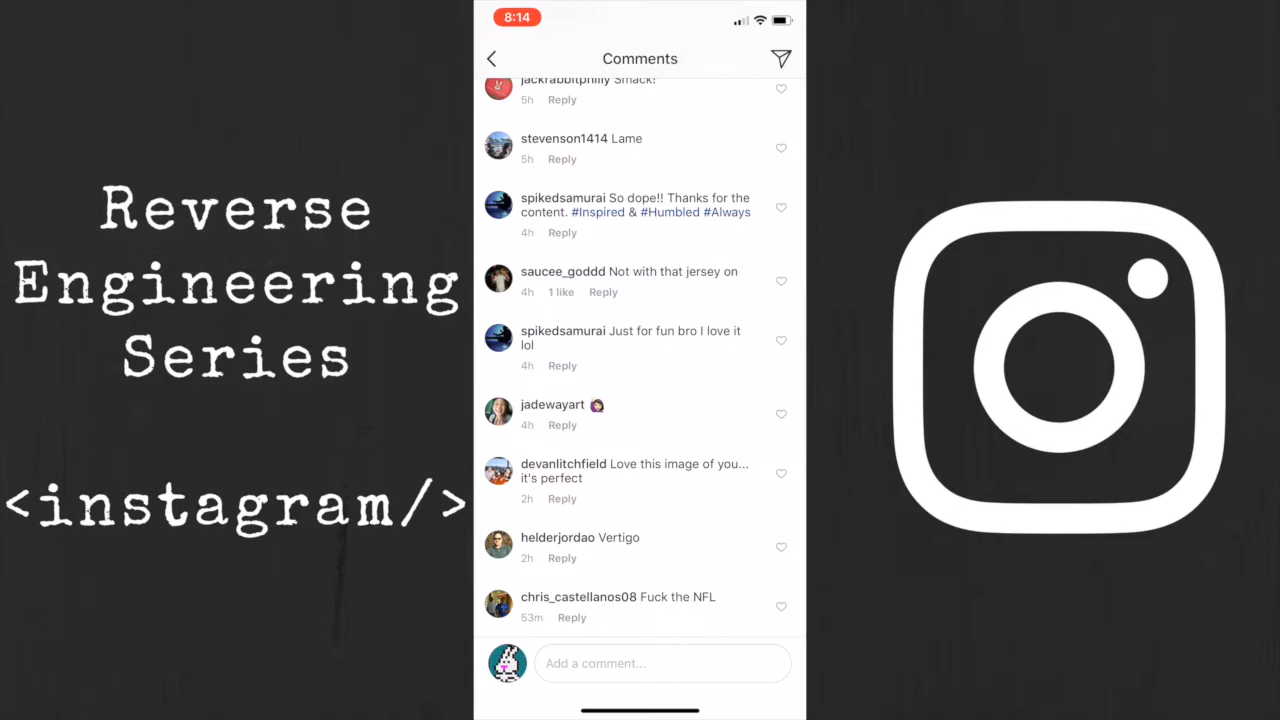 Reverse
Engineering
Series
<instagram/>
8:14
Comments
jackrabbitphilly Smack!
5h Reply
stevenson1414 Lame
5h Reply
spikedsamurai So dope!! Thanks for the
content. #Inspired & #Humbled #Always
4h Reply
saucee_goddd Not with that jersey on
4h 1 like Reply
spikedsamurai Just for fun bro I love it
lol
4h Reply
jadewayart 🙋🏻‍♀️
4h Reply
devanlitchfield Love this image of you...
it's perfect
2h Reply
helderjordao Vertigo
2h Reply
chris_castellanos08 Fuck the NFL
53m Reply
Add a comment...